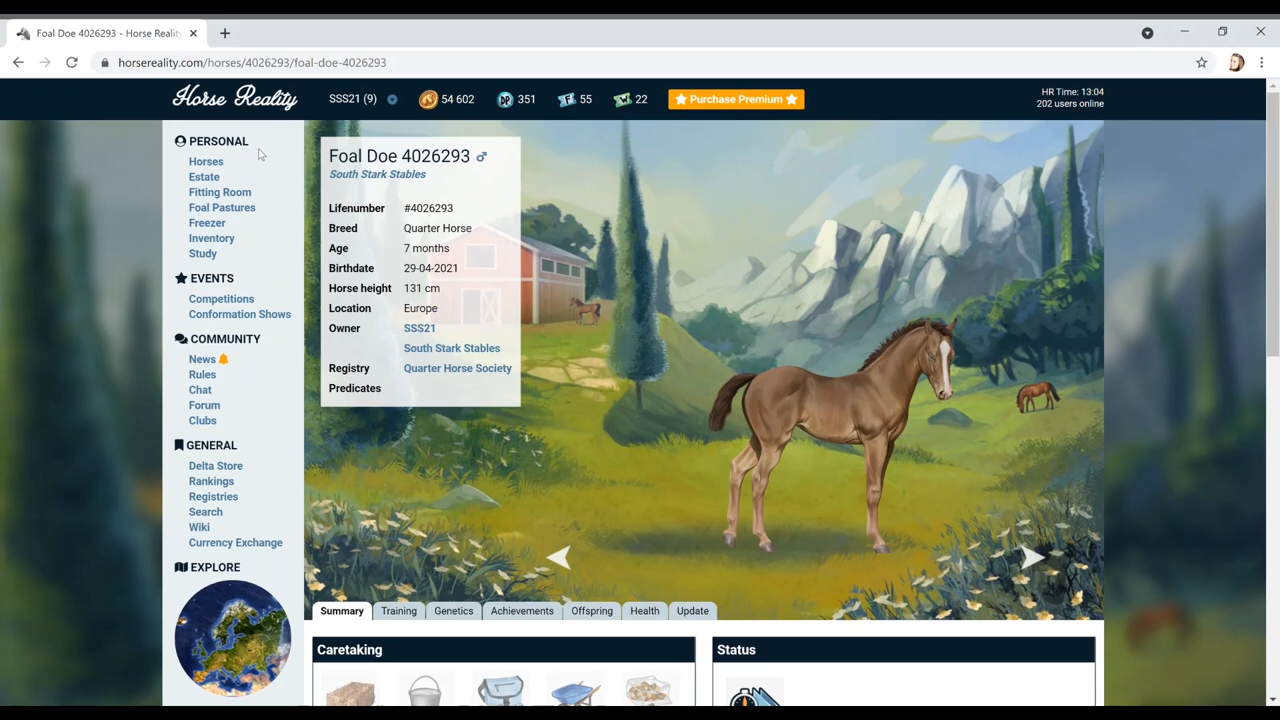 Foal Doe 4026293 - Horse Realit
horsereality.com/horses/4026293/foal-doe-4026293
Horse Reality
SSS21 (9)
54 602
DP
351
F
55
W
22
Purchase Premium
HR Time: 13:04
202 users online
PERSONAL
Horses
Estate
Fitting Room
Foal Pastures
Freezer
Inventory
Study
EVENTS
Competitions
Conformation Shows
COMMUNITY
News
Rules
Chat
Forum
Clubs
GENERAL
Delta Store
Rankings
Registries
Search
Wiki
Currency Exchange
EXPLORE
Foal Doe 4026293
South Stark Stables
Lifenumber #4026293
Breed Quarter Horse
Age 7 months
Birthdate 29-04-2021
Horse height 131 cm
Location Europe
Owner SSS21
South Stark Stables
Registry Quarter Horse Society
Predicates
Summary Training Genetics Achievements Offspring Health Update
Caretaking
Status